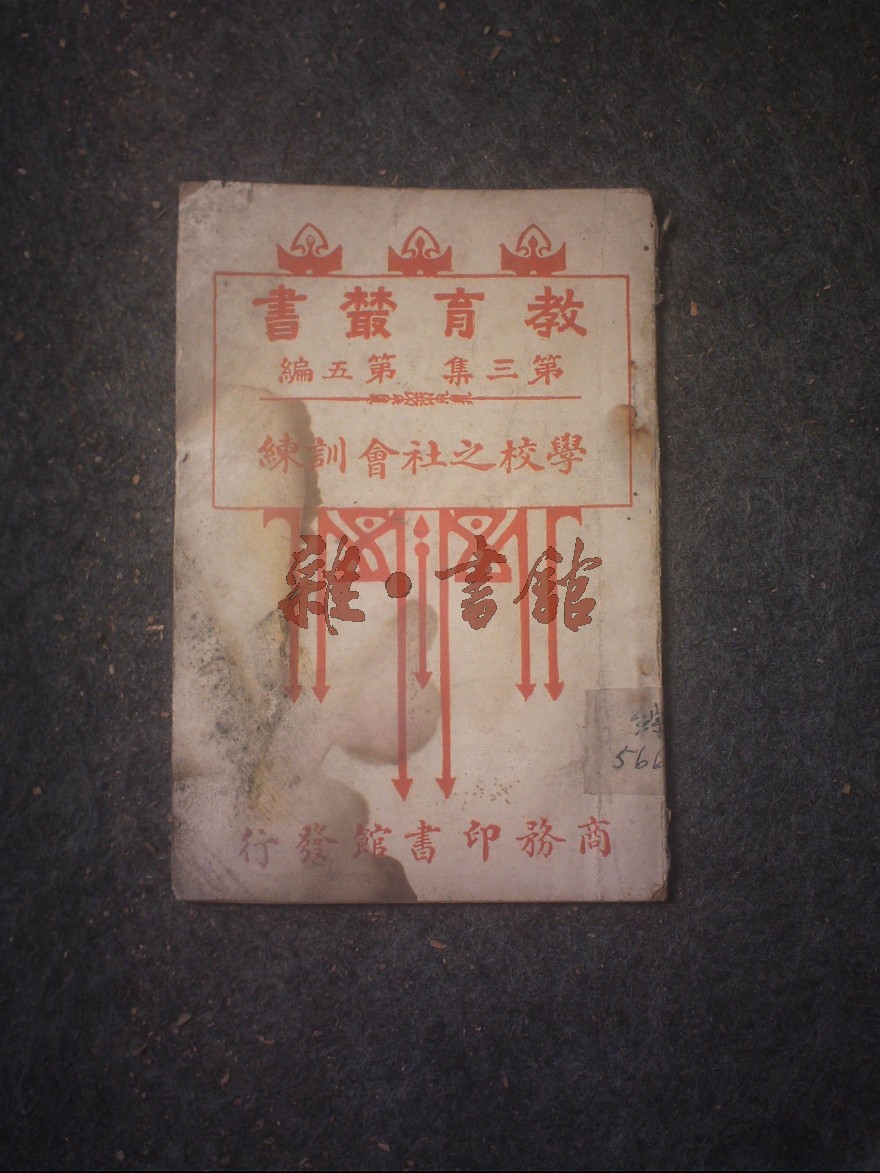 教育叢書
第三集 第五編
學校之社會訓練
雜·書館
566
商務印書館發行